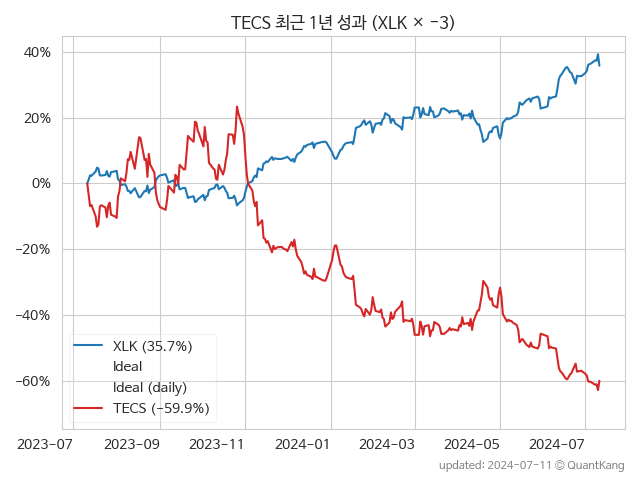 TECS 최근 1년 성과 (XLK × −3)
40%
20%
0%
−20%
−40%
−60%
XLK (35.7%)
Ideal
Ideal (daily)
TECS (−59.9%)
2023-07 2023-09 2023-11 2024-01 2024-03 2024-05 2024-07
updated: 2024-07-11 © QuantKang